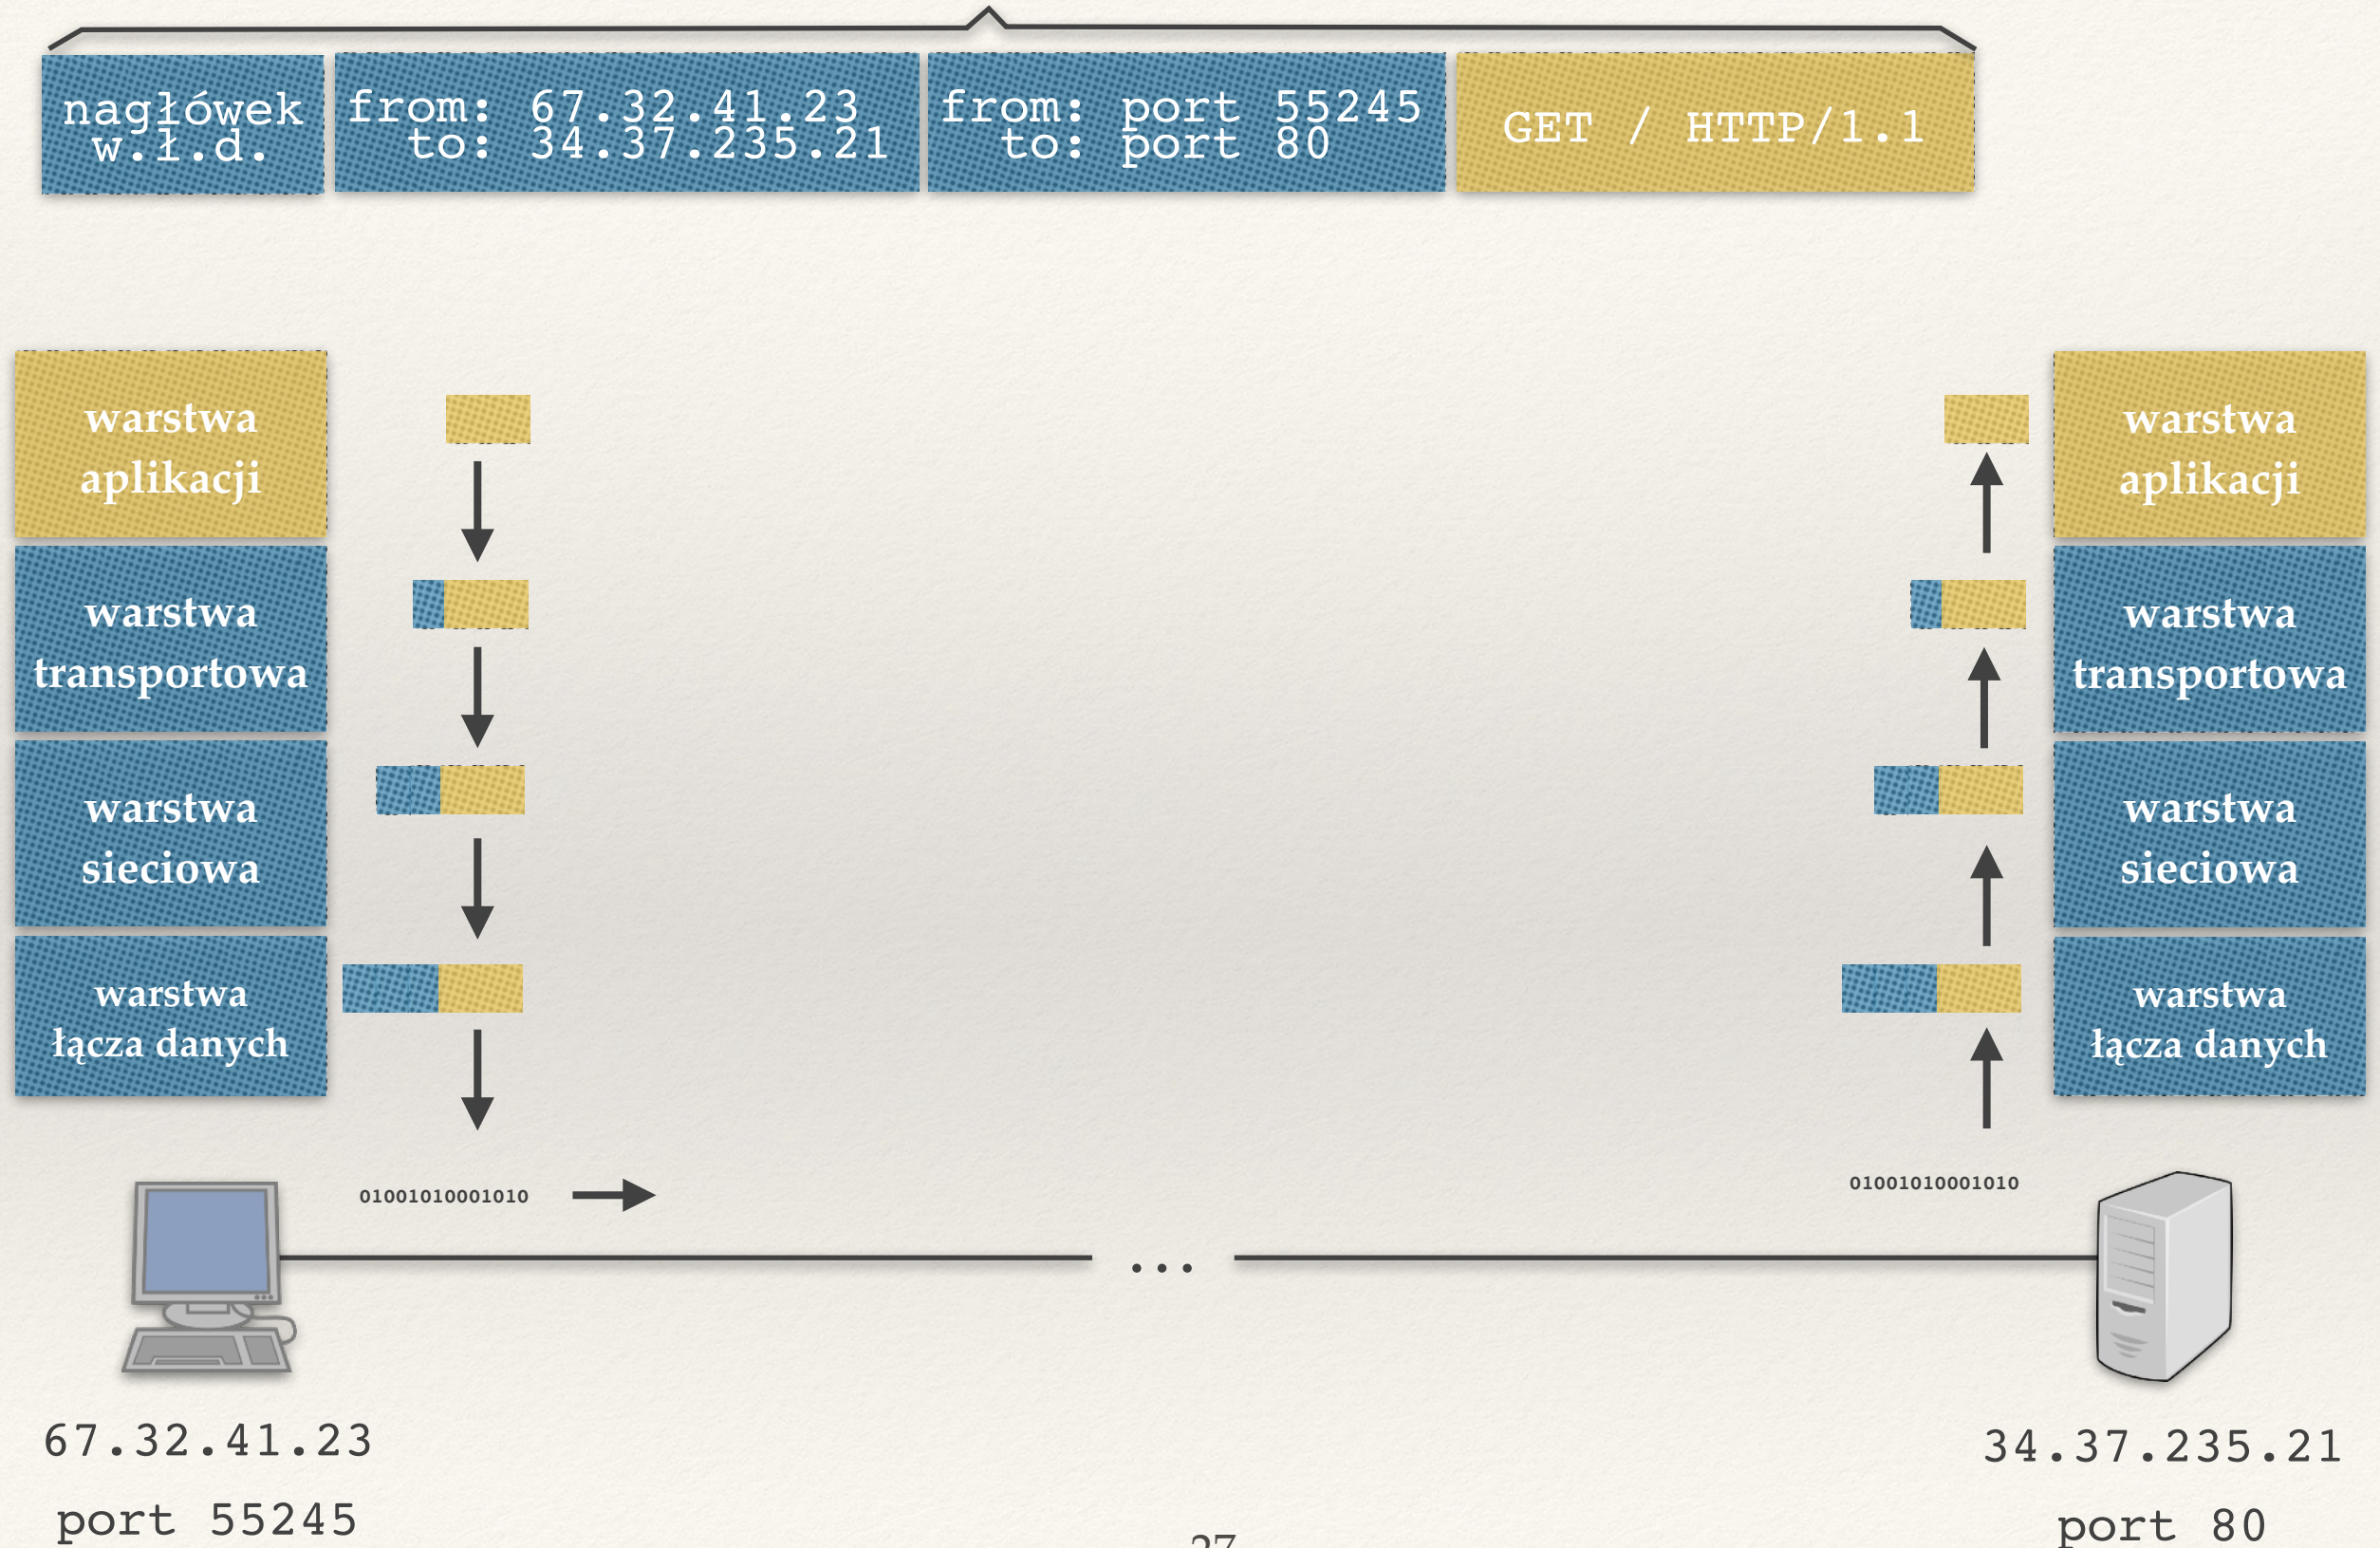 nagłówek
w.ł.d.
from: 67.32.41.23
to: 34.37.235.21
from: port 55245
to: port 80
GET / HTTP/1.1
warstwa
aplikacji
warstwa
transportowa
warstwa
sieciowa
warstwa
łącza danych
warstwa
aplikacji
warstwa
transportowa
warstwa
sieciowa
warstwa
łącza danych
01001010001010
01001010001010
...
67.32.41.23
port 55245
34.37.235.21
port 80
27